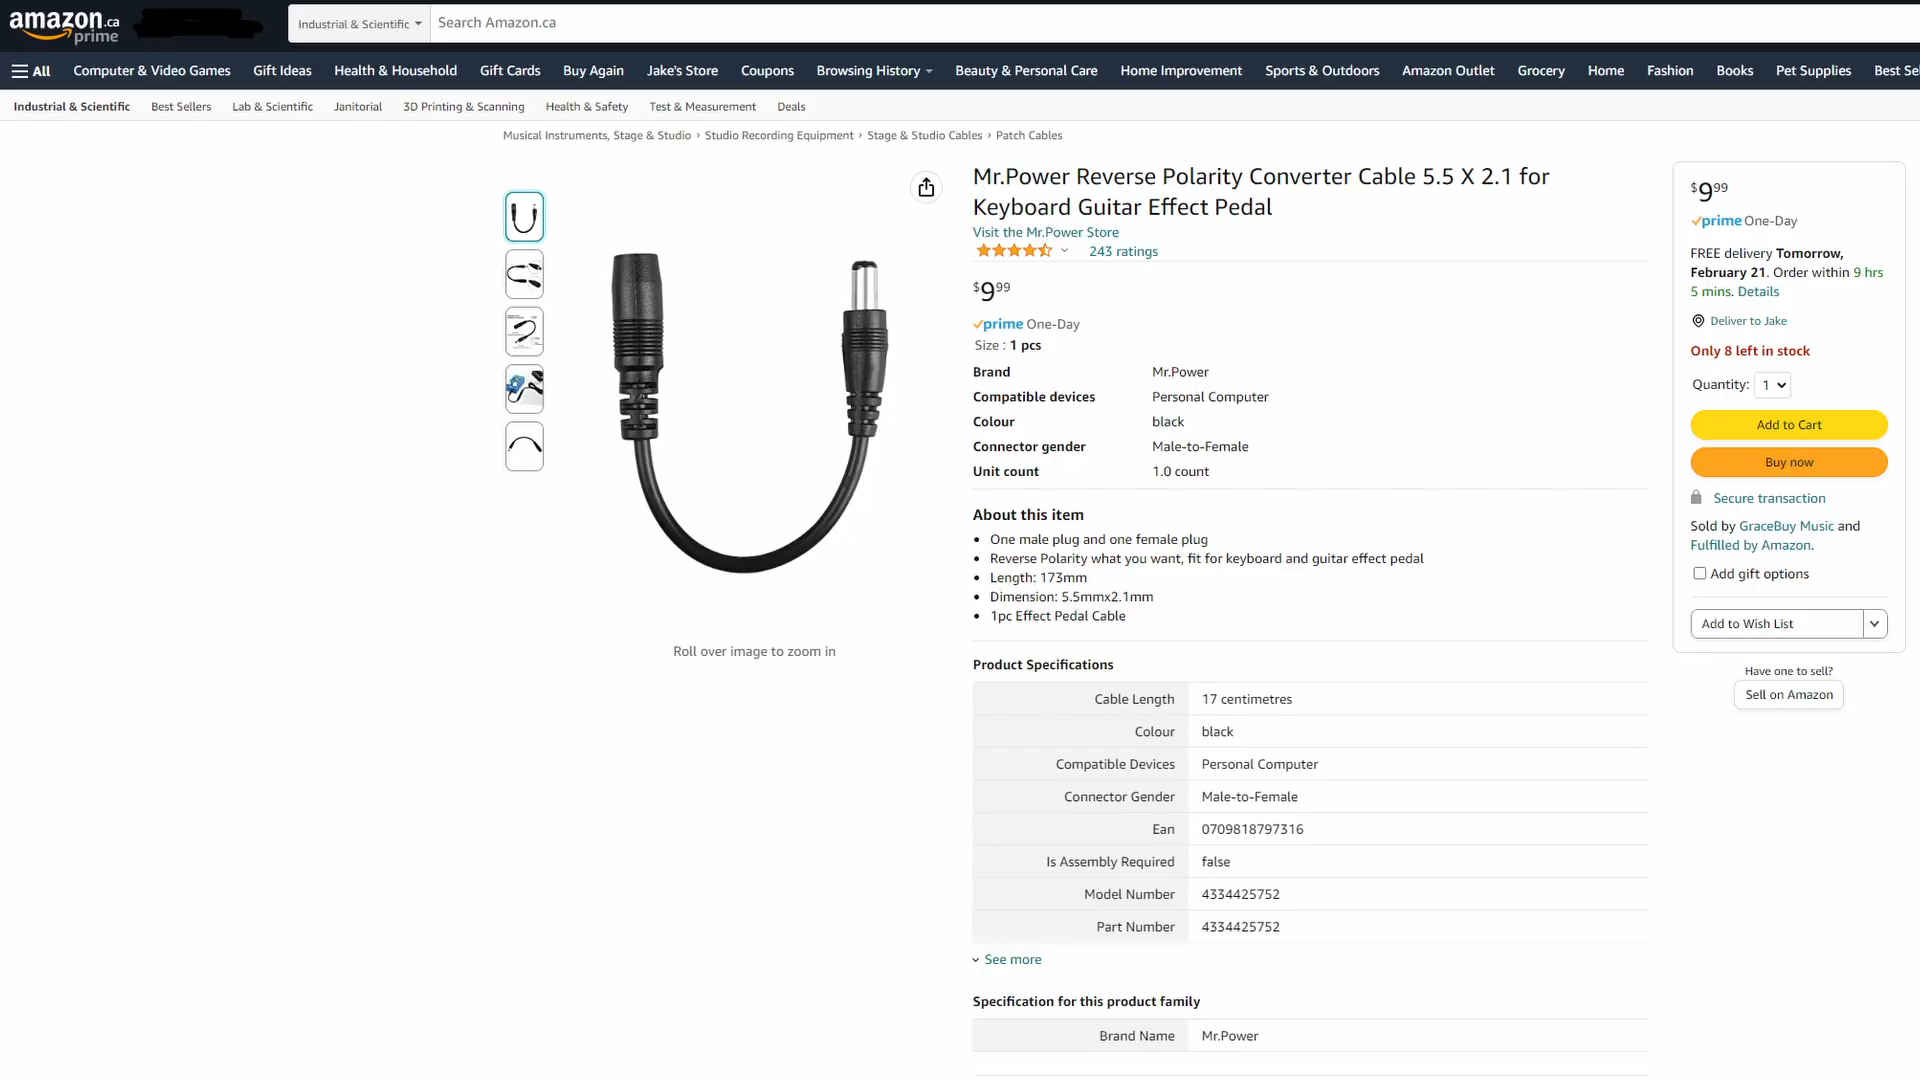 amazon.ca
prime
Industrial & Scientific
Search Amazon.ca
All
Computer & Video Games
Gift Ideas
Health & Household
Gift Cards
Buy Again
Jake's Store
Coupons
Browsing History
Beauty & Personal Care
Home Improvement
Sports & Outdoors
Amazon Outlet
Grocery
Home
Fashion
Books
Pet Supplies
Best Se
Industrial & Scientific
Best Sellers
Lab & Scientific
Janitorial
3D Printing & Scanning
Health & Safety
Test & Measurement
Deals
Musical Instruments, Stage & Studio › Studio Recording Equipment › Stage & Studio Cables › Patch Cables
Roll over image to zoom in
Mr.Power Reverse Polarity Converter Cable 5.5 X 2.1 for
Keyboard Guitar Effect Pedal
Visit the Mr.Power Store
243 ratings
$9 99
prime One-Day
Size : 1 pcs
Brand Mr.Power
Compatible devices Personal Computer
Colour black
Connector gender Male-to-Female
Unit count 1.0 count
About this item
• One male plug and one female plug
• Reverse Polarity what you want, fit for keyboard and guitar effect pedal
• Length: 173mm
• Dimension: 5.5mmx2.1mm
• 1pc Effect Pedal Cable
Product Specifications
Cable Length 17 centimetres
Colour black
Compatible Devices Personal Computer
Connector Gender Male-to-Female
Ean 0709818797316
Is Assembly Required false
Model Number 4334425752
Part Number 4334425752
See more
Specification for this product family
Brand Name Mr.Power
$9 99
prime One-Day
FREE delivery Tomorrow,
February 21. Order within 9 hrs
5 mins. Details
Deliver to Jake
Only 8 left in stock
Quantity: 1
Add to Cart
Buy now
Secure transaction
Sold by GraceBuy Music and
Fulfilled by Amazon.
Add gift options
Add to Wish List
Have one to sell?
Sell on Amazon